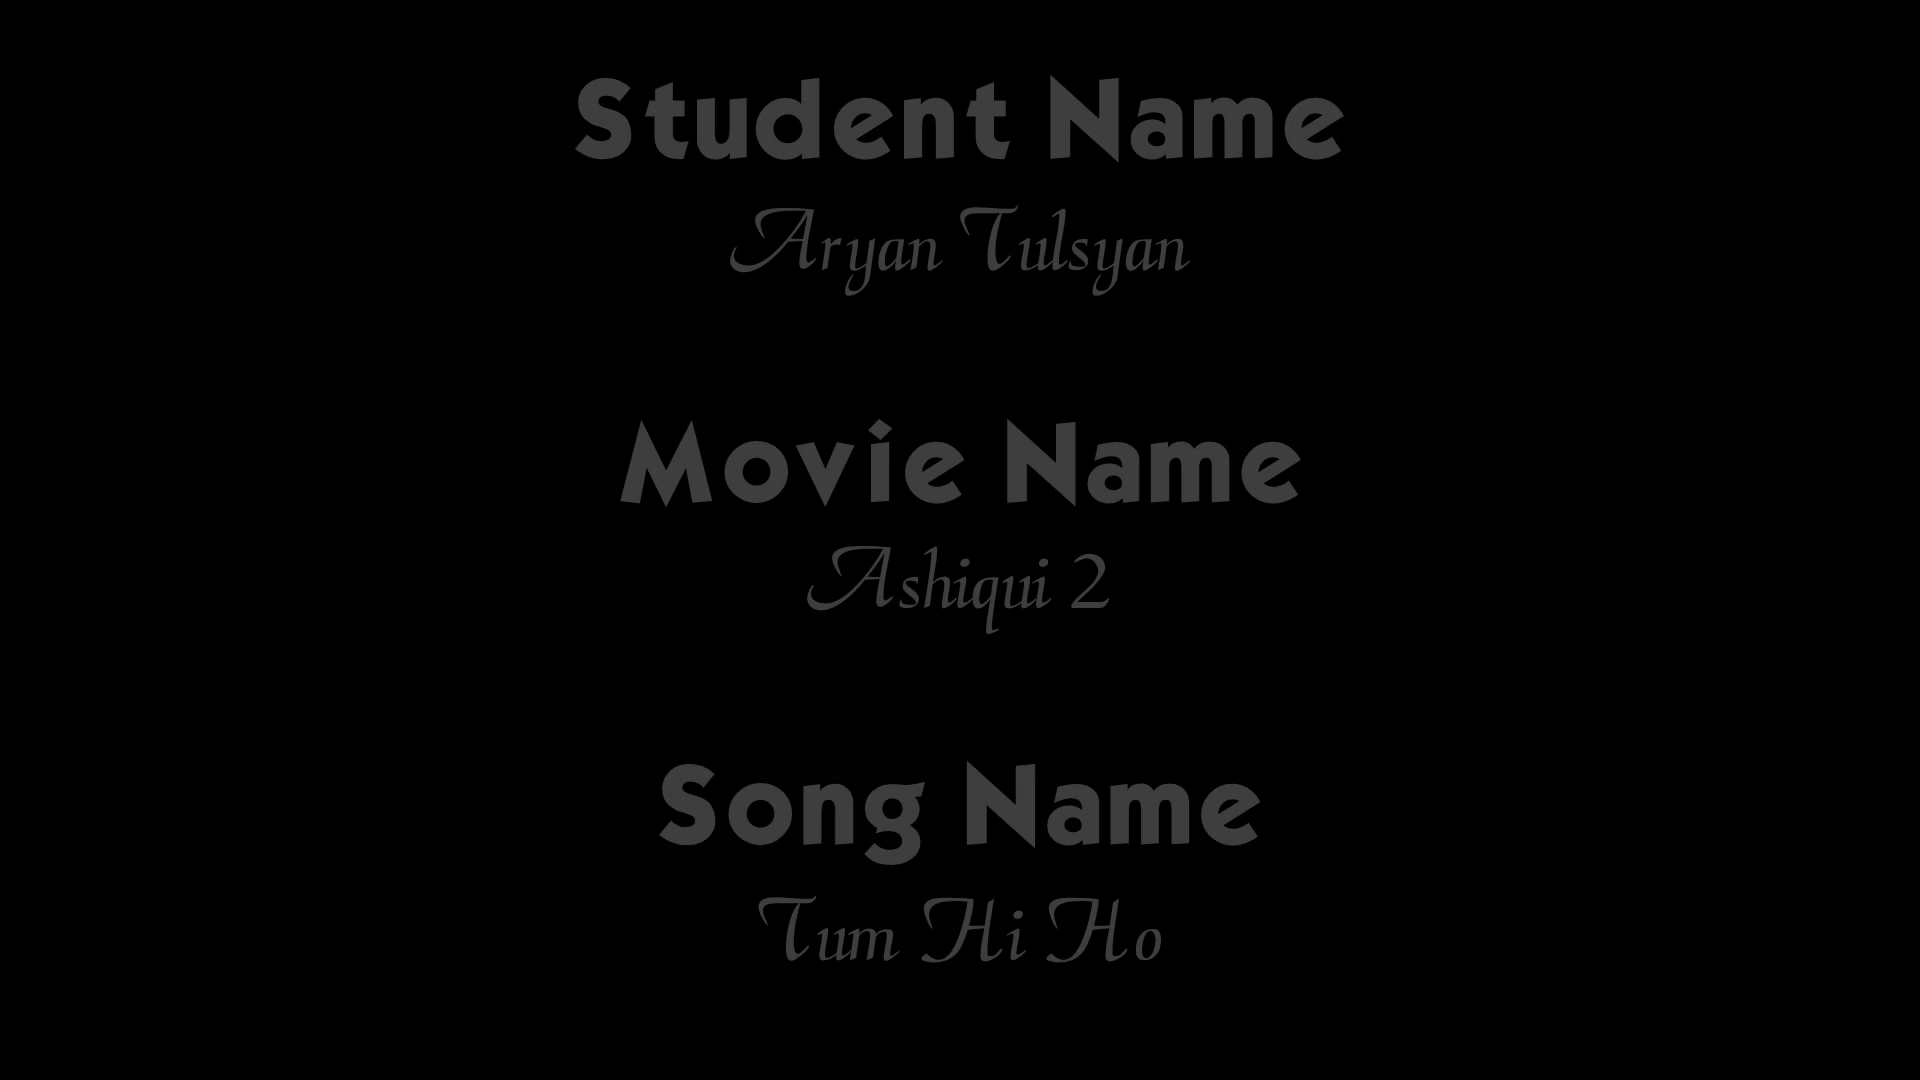 Student Name
Aryan Tulsyan
Movie Name
Ashiqui 2
Song Name
Tum Hi Ho